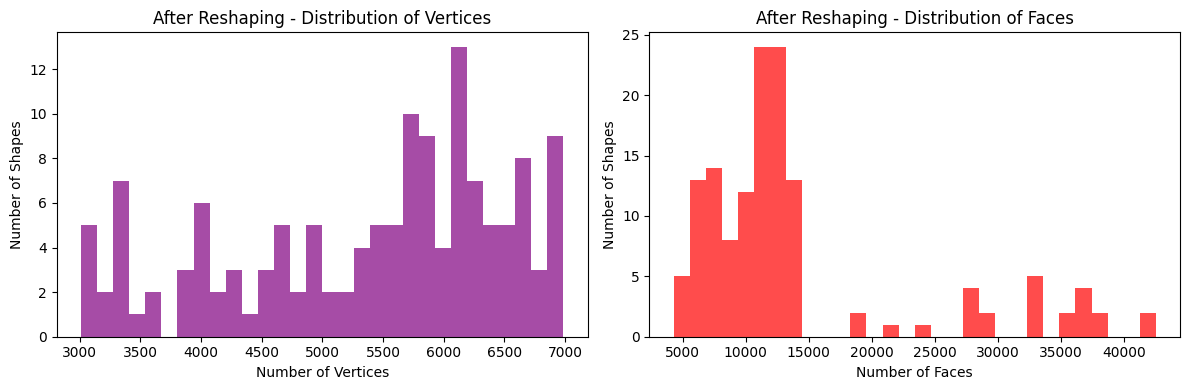 After Reshaping - Distribution of Vertices
Number of Shapes
12
10
8
6
4
2
0
3000 3500 4000 4500 5000 5500 6000 6500 7000
Number of Vertices
After Reshaping - Distribution of Faces
Number of Shapes
25
20
15
10
5
0
5000 10000 15000 20000 25000 30000 35000 40000
Number of Faces